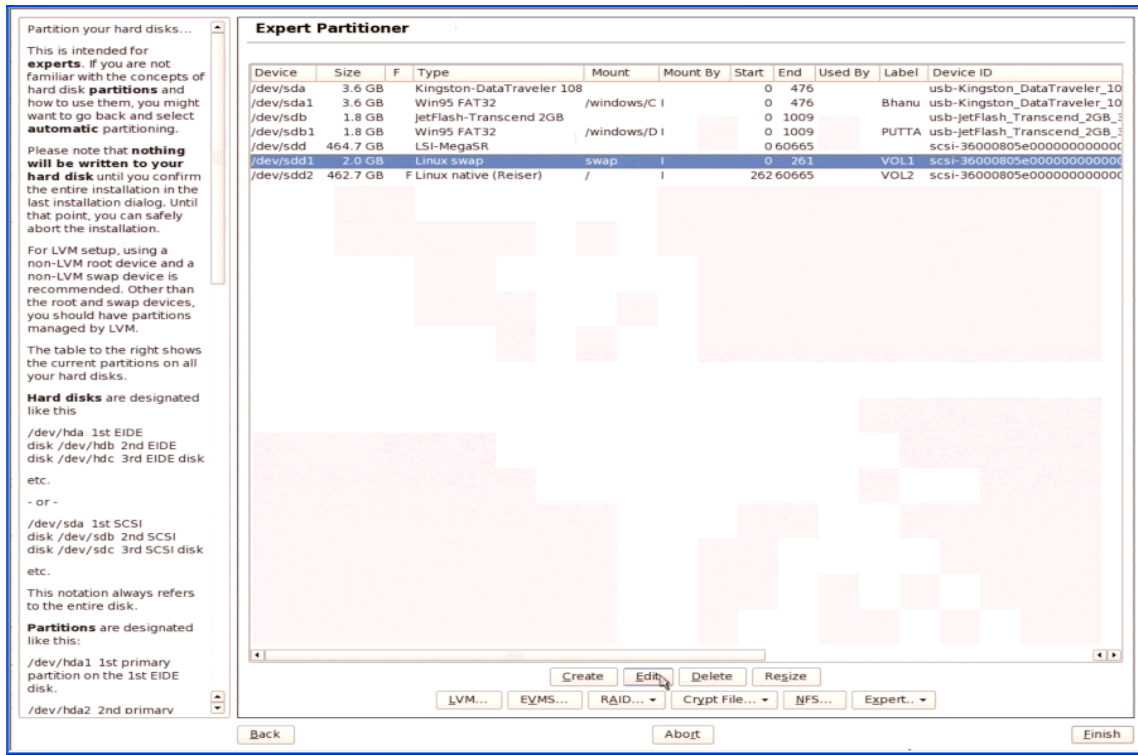 Partition your hard disks...
This is intended for
experts. If you are not
familiar with the concepts of
hard disk partitions and
how to use them, you might
want to go back and select
automatic partitioning.
Please note that nothing
will be written to your
hard disk until you confirm
the entire installation in the
last installation dialog. Until
that point, you can safely
abort the installation.
For LVM setup, using a
non-LVM root device and a
non-LVM swap device is
recommended. Other than
the root and swap devices,
you should have partitions
managed by LVM.
The table to the right shows
the current partitions on all
your hard disks.
Hard disks are designated
like this
/dev/hda 1st EIDE
disk /dev/hdb 2nd EIDE
disk /dev/hdc 3rd EIDE disk
etc.
- or -
/dev/sda 1st SCSI
disk /dev/sdb 2nd SCSI
disk /dev/sdc 3rd SCSI disk
etc.
This notation always refers
to the entire disk.
Partitions are designated
like this:
/dev/hda1 1st primary
partition on the 1st EIDE
disk.
/dev/hda2 2nd primary
Expert Partitioner
Device Size F Type Mount Mount By Start End Used By Label Device ID
/dev/sda 3.6 GB Kingston-DataTraveler 108 0 476 usb-Kingston_DataTraveler_10
/dev/sda1 3.6 GB Win95 FAT32 /windows/C I 0 476 Bhanu usb-Kingston_DataTraveler_10
/dev/sdb 1.8 GB JetFlash-Transcend 2GB 0 1009 usb-JetFlash_Transcend_2GB_3
/dev/sdb1 1.8 GB Win95 FAT32 /windows/D I 0 1009 PUTTA usb-JetFlash_Transcend_2GB_3
/dev/sdd 464.7 GB LSI-MegaSR 0 60665 scsi-36000805e000000000000
/dev/sdd1 2.0 GB Linux swap swap I 0 261 VOL1 scsi-36000805e000000000000
/dev/sdd2 462.7 GB F Linux native (Reiser) / I 262 60665 VOL2 scsi-36000805e000000000000
Create Edit Delete Resize
LVM... EVMS... RAID... Crypt File... NFS... Expert..
Back Abort Finish